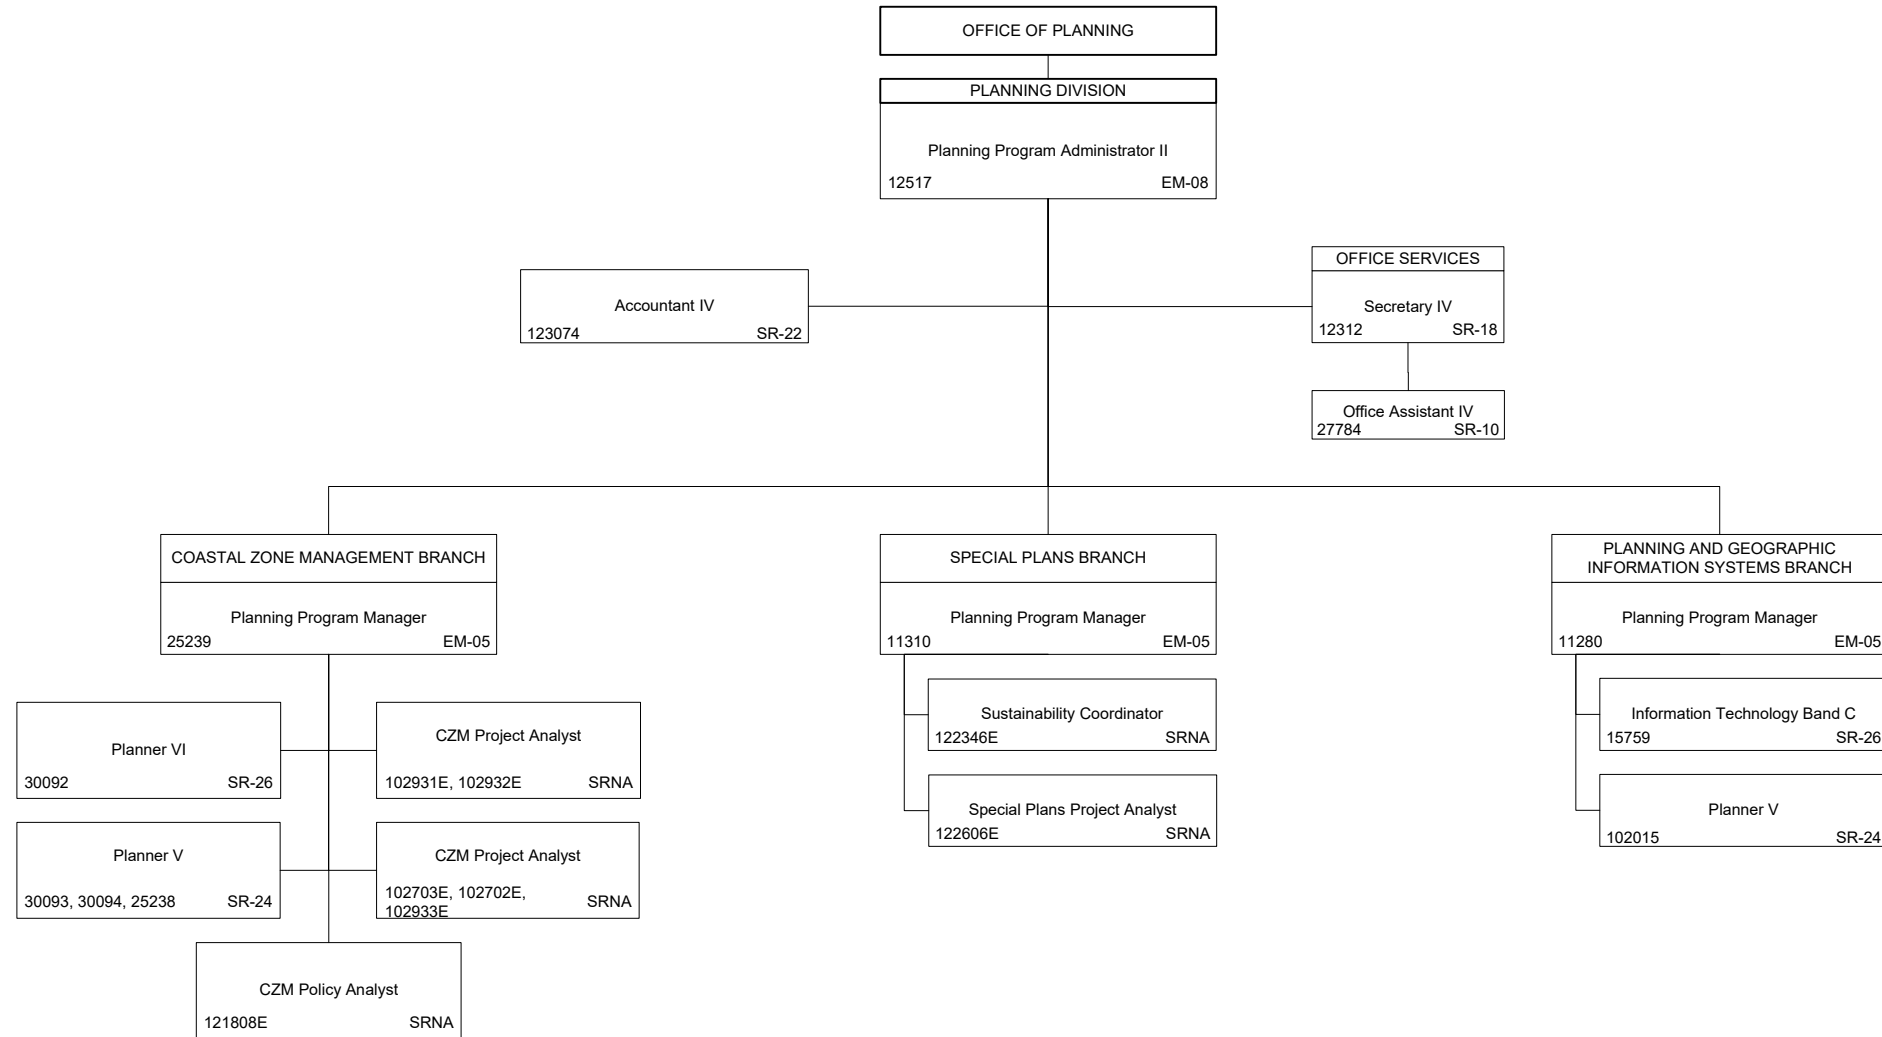 OFFICE OF PLANNING
PLANNING DIVISION
Planning Program Administrator II
12517 EM-08
Accountant IV
123074 SR-22
OFFICE SERVICES
Secretary IV
12312 SR-18
Office Assistant IV
27784 SR-10
COASTAL ZONE MANAGEMENT BRANCH
Planning Program Manager
25239 EM-05
Planner VI
30092 SR-26
CZM Project Analyst
102931E, 102932E SRNA
Planner V
30093, 30094, 25238 SR-24
CZM Project Analyst
102703E, 102702E,
102933E SRNA
CZM Policy Analyst
121808E SRNA
SPECIAL PLANS BRANCH
Planning Program Manager
11310 EM-05
Sustainability Coordinator
122346E SRNA
Special Plans Project Analyst
122606E SRNA
PLANNING AND GEOGRAPHIC
INFORMATION SYSTEMS BRANCH
Planning Program Manager
11280 EM-05
Information Technology Band C
15759 SR-26
Planner V
102015 SR-24